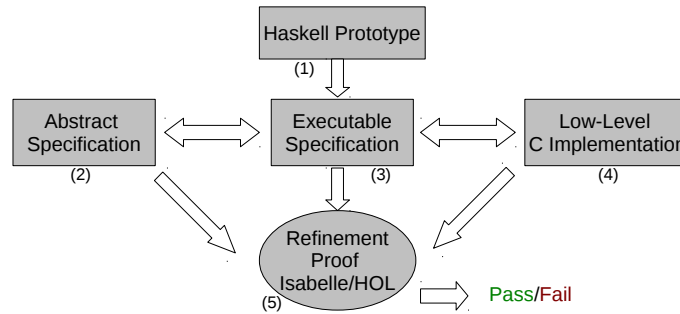 Haskell Prototype
(1)
Abstract
Specification
(2)
Executable
Specification
(3)
Low-Level
C Implementation
(4)
Refinement
Proof
Isabelle/HOL
(5)
Pass/Fail